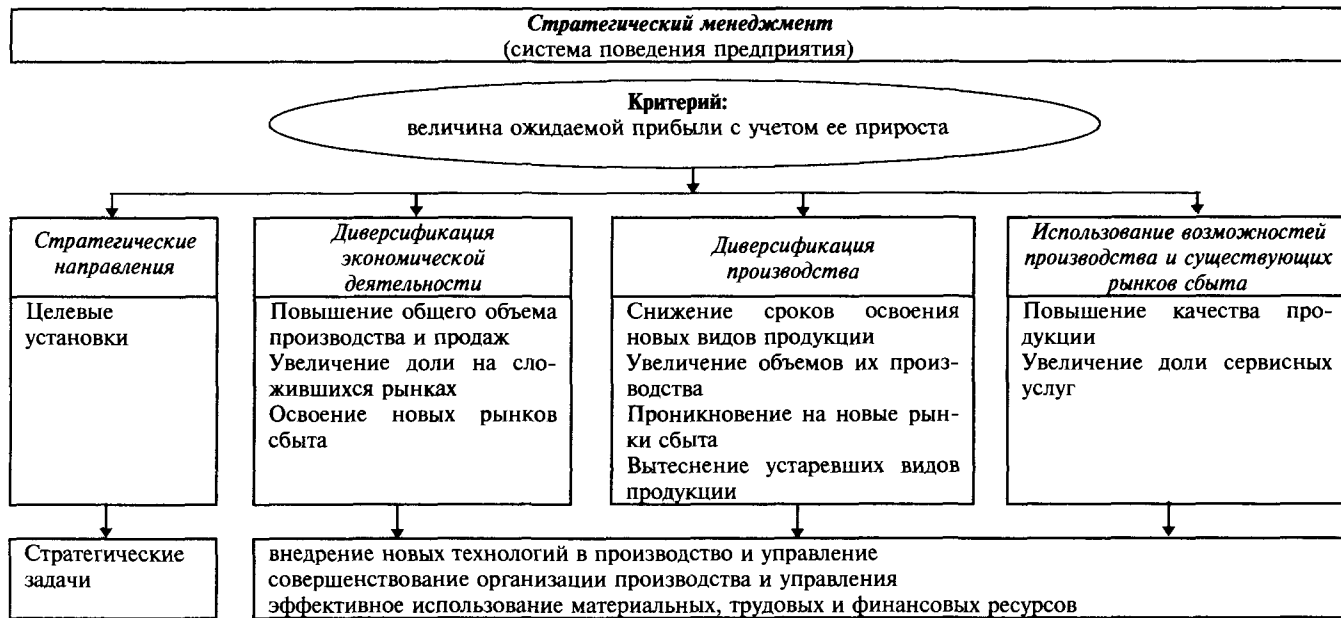 Стратегический менеджмент
(система поведения предприятия)
Критерий:
величина ожидаемой прибыли с учетом ее прироста
Стратегические
направления
Диверсификация
экономической
деятельности
Диверсификация
производства
Использование возможностей
производства и существующих
рынков сбыта
Целевые
установки
Повышение общего объема
производства и продаж
Увеличение доли на сло-
жившихся рынках
Освоение новых рынков
сбыта
Снижение сроков освоения
новых видов продукции
Увеличение объемов их произ-
водства
Проникновение на новые рын-
ки сбыта
Вытеснение устаревших видов
продукции
Повышение качества про-
дукции
Увеличение доли сервисных
услуг
Стратегические
задачи
внедрение новых технологий в производство и управление
совершенствование организации производства и управления
эффективное использование материальных, трудовых и финансовых ресурсов